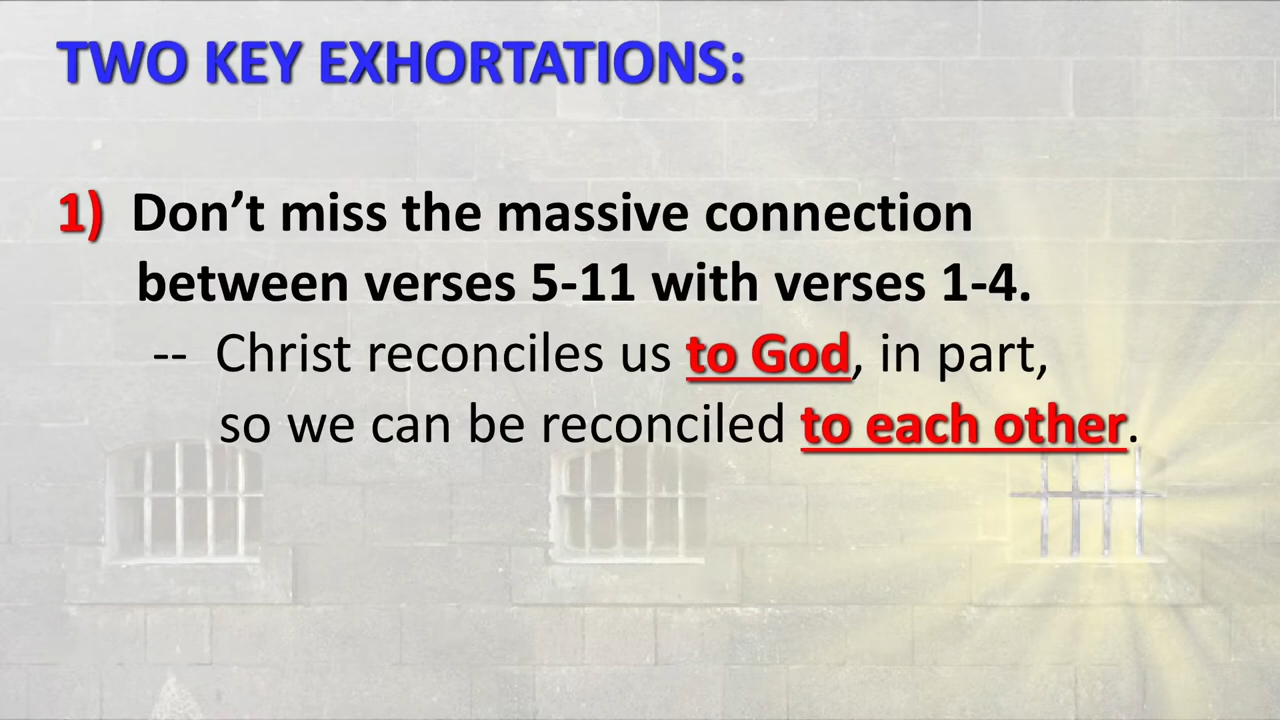 TWO KEY EXHORTATIONS:
1) Don’t miss the massive connection
between verses 5-11 with verses 1-4.
-- Christ reconciles us to God, in part,
so we can be reconciled to each other.